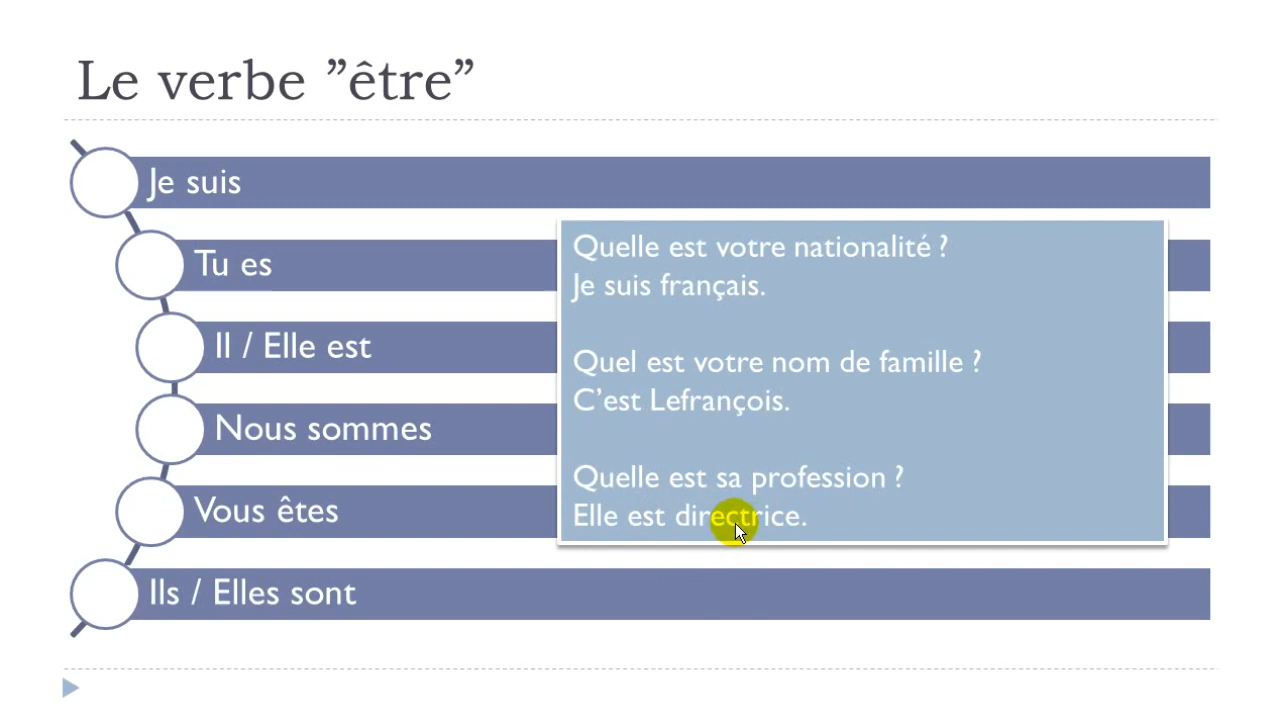 Le verbe ”être”
Je suis
Tu es
Il / Elle est
Nous sommes
Vous êtes
Ils / Elles sont
Quelle est votre nationalité ?
Je suis français.
Quel est votre nom de famille ?
C’est Lefrançois.
Quelle est sa profession ?
Elle est directrice.